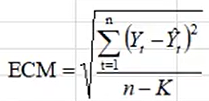 ECM = √( Σ_{t=1}^{n} (Y_t − Ŷ_t)² / (n − K) )